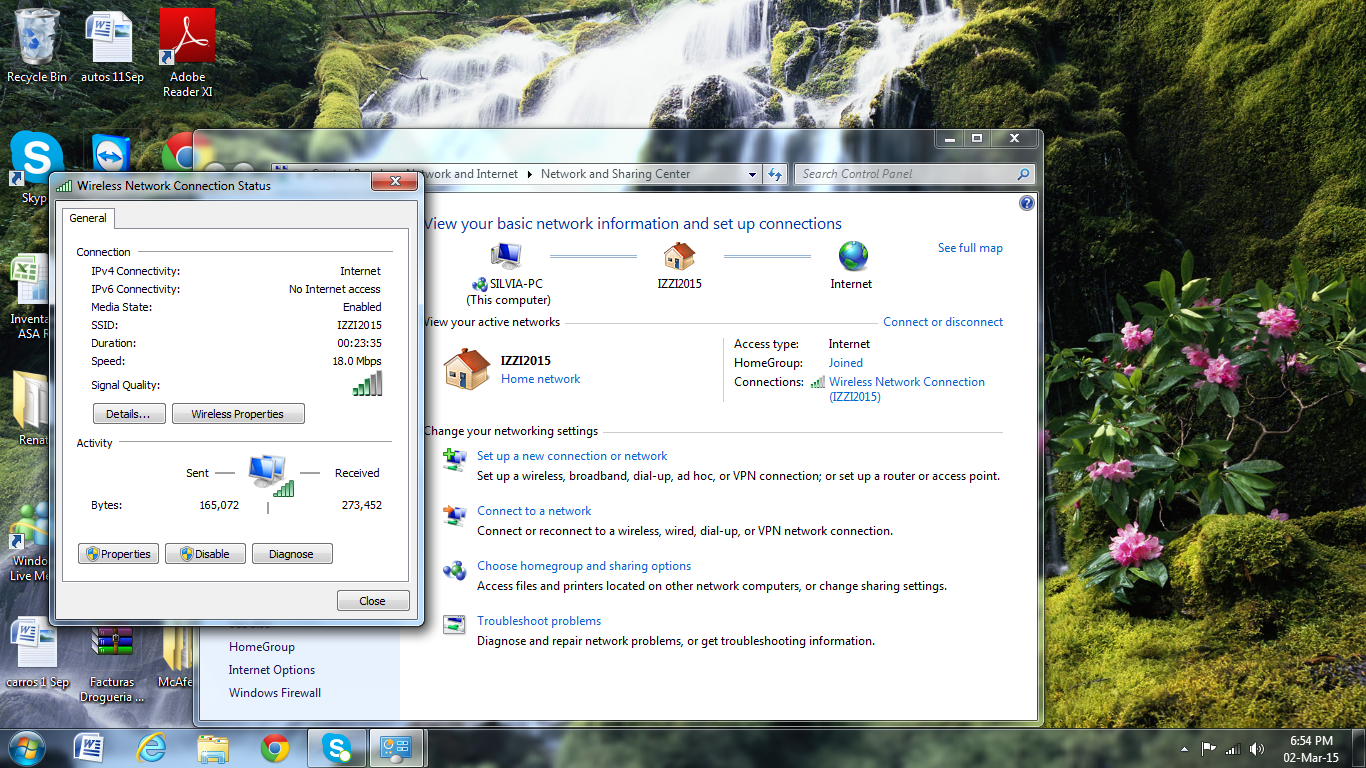 Recycle Bin
autos 11Sep
Adobe
Reader XI
Skyp
Inventa
ASA R
Renat
Windo
Live Me
carros 1 Sep
Facturas
Drogueria ...
McAfe
Network and Internet
Network and Sharing Center
Search Control Panel
View your basic network information and set up connections
See full map
SILVIA-PC
(This computer)
IZZI2015
Internet
View your active networks
Connect or disconnect
IZZI2015
Home network
Access type: Internet
HomeGroup: Joined
Connections: Wireless Network Connection
(IZZI2015)
Change your networking settings
Set up a new connection or network
Set up a wireless, broadband, dial-up, ad hoc, or VPN connection; or set up a router or access point.
Connect to a network
Connect or reconnect to a wireless, wired, dial-up, or VPN network connection.
Choose homegroup and sharing options
Access files and printers located on other network computers, or change sharing settings.
Troubleshoot problems
Diagnose and repair network problems, or get troubleshooting information.
HomeGroup
Internet Options
Windows Firewall
Wireless Network Connection Status
General
Connection
IPv4 Connectivity: Internet
IPv6 Connectivity: No Internet access
Media State: Enabled
SSID: IZZI2015
Duration: 00:23:35
Speed: 18.0 Mbps
Signal Quality:
Details...
Wireless Properties
Activity
Sent
Received
Bytes: 165,072 273,452
Properties
Disable
Diagnose
Close
6:54 PM
02-Mar-15